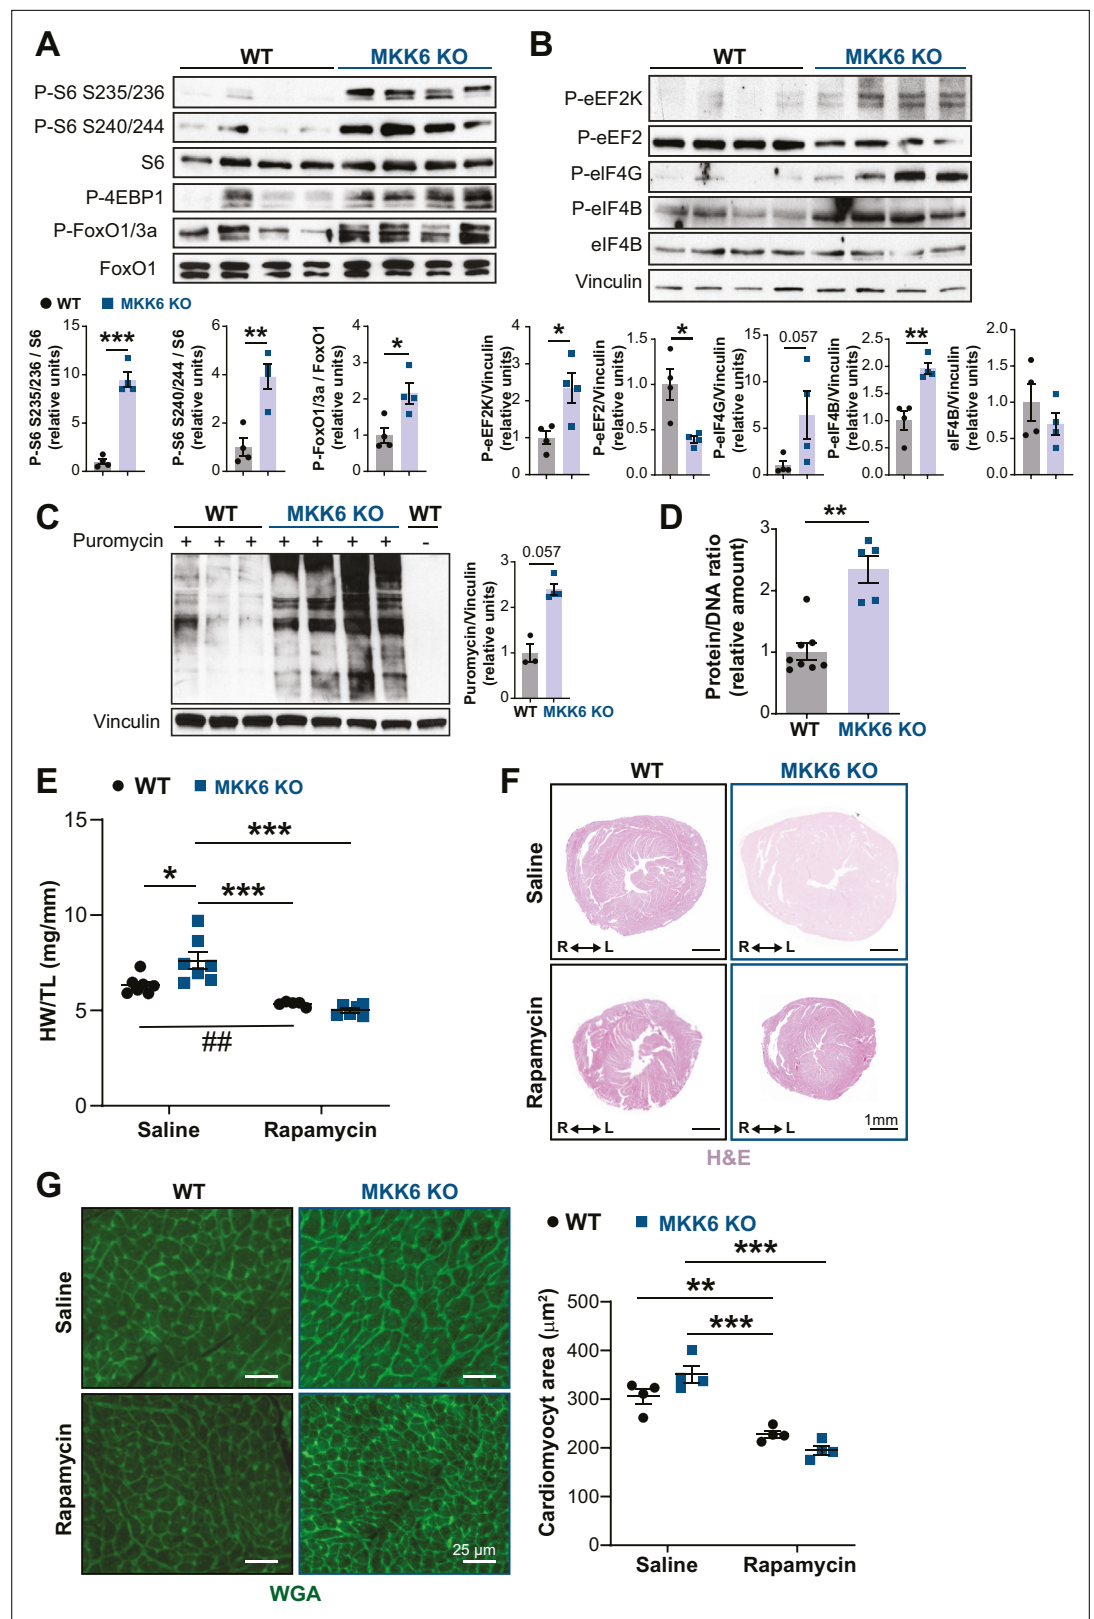 A
WT
MKK6 KO
P-S6 S235/236
P-S6 S240/244
S6
P-4EBP1
P-FoxO1/3a
FoxO1
B
WT
MKK6 KO
P-eEF2K
P-eEF2
P-eIF4G
P-eIF4B
eIF4B
Vinculin
WT
MKK6 KO
P-S6 S235/236 / S6
(relative units)
15
10
5
0
***
P-S6 S240/244 / S6
(relative units)
6
4
2
0
**
P-FoxO1/3a / FoxO1
(relative units)
4
3
2
1
0
*
P-eEF2K/Vinculin
(relative units)
4
3
2
1
0
*
P-eEF2/Vinculin
(relative units)
1.5
1.0
0.5
0.0
*
P-eIF4G/Vinculin
(relative units)
15
10
5
0
0.057
P-eIF4B/Vinculin
(relative units)
2.5
2.0
1.5
1.0
0.5
0.0
**
eIF4B/Vinculin
(relative units)
2.0
1.5
1.0
0.5
0.0
C
WT
MKK6 KO
WT
Puromycin
+ + + + + + + -
Vinculin
Puromycin/Vinculin
(relative units)
3
2
1
0
0.057
WT MKK6 KO
D
Protein/DNA ratio
(relative amount)
3
2
1
0
**
WT MKK6 KO
E
WT
MKK6 KO
HW/TL (mg/mm)
15
10
5
0
***
*
***
##
Saline
Rapamycin
F
WT
MKK6 KO
Saline
Rapamycin
R L
R L
R L
R L
1mm
H&E
G
WT
MKK6 KO
Saline
Rapamycin
25 µm
WGA
WT
MKK6 KO
Cardiomyocyt area (µm²)
500
400
300
200
100
0
***
**
***
Saline
Rapamycin